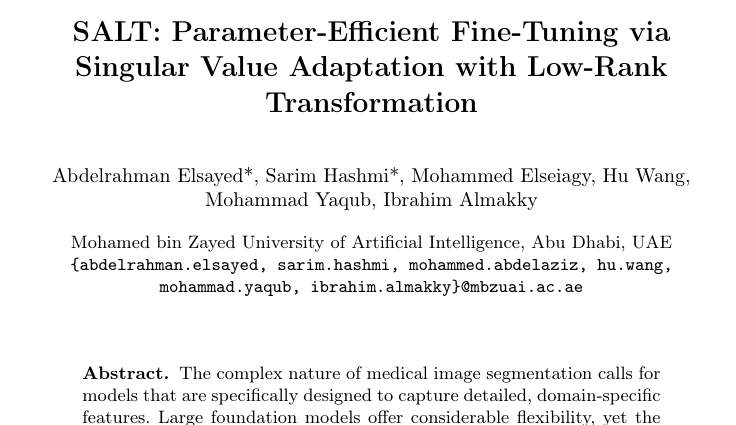 SALT: Parameter-Efficient Fine-Tuning via
Singular Value Adaptation with Low-Rank
Transformation
Abdelrahman Elsayed*, Sarim Hashmi*, Mohammed Elseiagy, Hu Wang,
Mohammad Yaqub, Ibrahim Almakky
Mohamed bin Zayed University of Artificial Intelligence, Abu Dhabi, UAE
{abdelrahman.elsayed, sarim.hashmi, mohammed.abdelaziz, hu.wang,
mohammad.yaqub, ibrahim.almakky}@mbzuai.ac.ae
Abstract. The complex nature of medical image segmentation calls for
models that are specifically designed to capture detailed, domain-specific
features. Large foundation models offer considerable flexibility, yet the